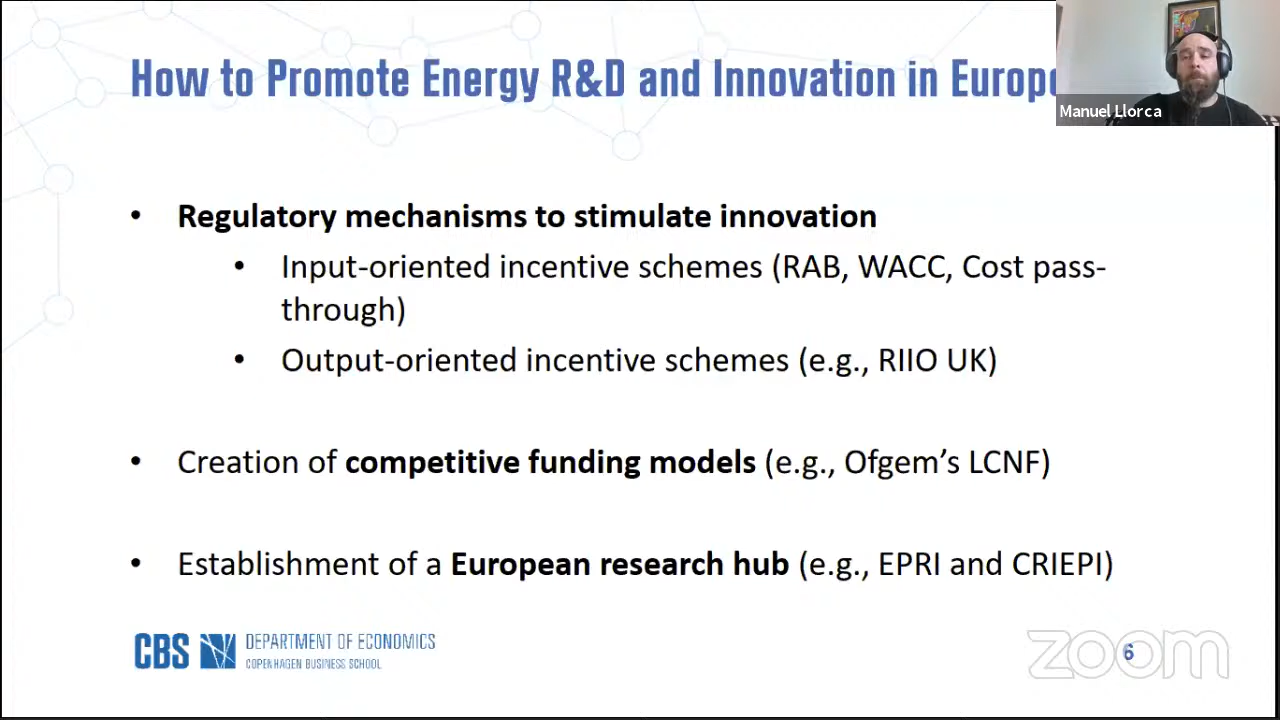 How to Promote Energy R&D and Innovation in Europe
Manuel Llorca
• Regulatory mechanisms to stimulate innovation
• Input-oriented incentive schemes (RAB, WACC, Cost pass-
through)
• Output-oriented incentive schemes (e.g., RIIO UK)
• Creation of competitive funding models (e.g., Ofgem’s LCNF)
• Establishment of a European research hub (e.g., EPRI and CRIEPI)
CBS DEPARTMENT OF ECONOMICS
COPENHAGEN BUSINESS SCHOOL
6
zoom